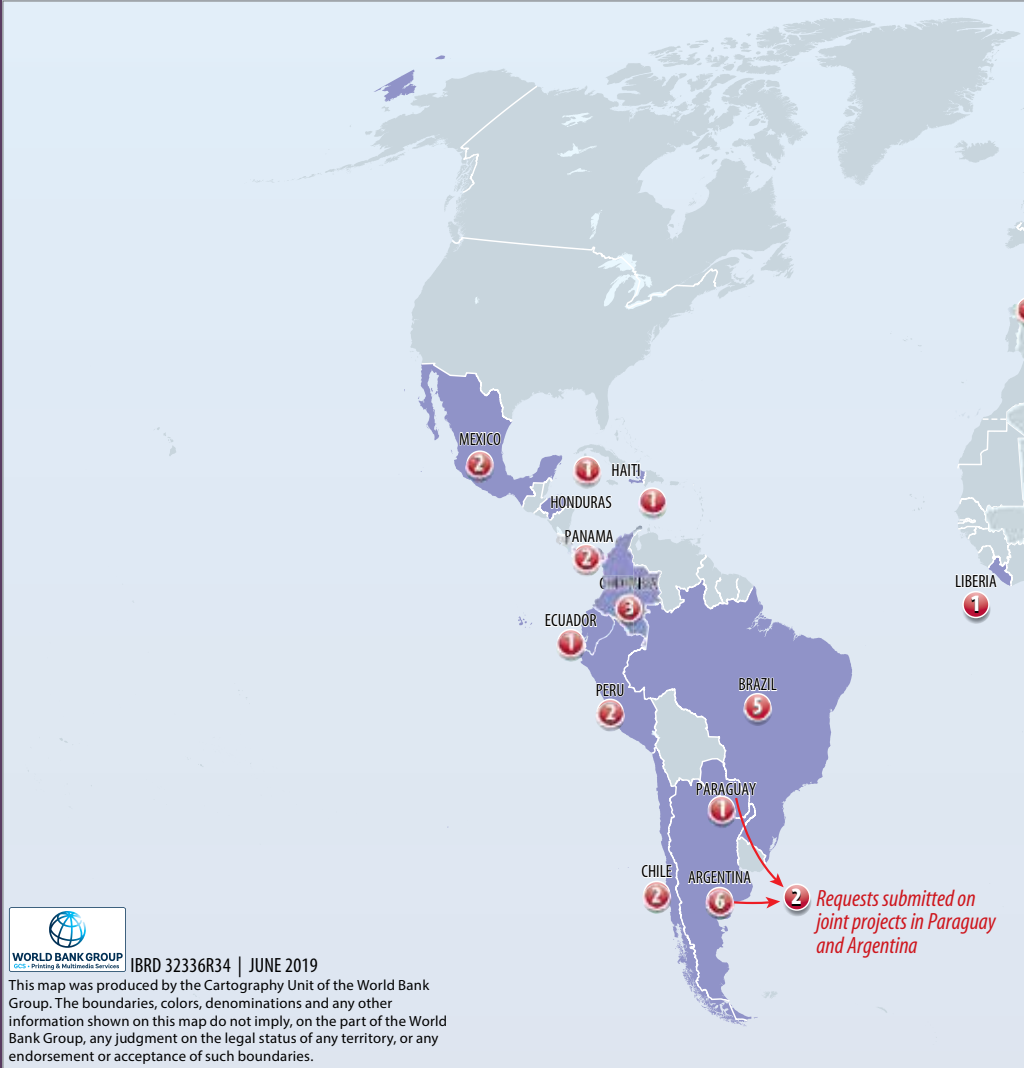 MEXICO
2
1
HAITI
HONDURAS
1
PANAMA
2
3
LIBERIA
1
ECUADOR
1
PERU
2
BRAZIL
5
PARAGUAY
1
CHILE
2
ARGENTINA
6
2
Requests submitted on
joint projects in Paraguay
and Argentina
WORLD BANK GROUP
GCS • Printing & Multimedia Services
IBRD 32336R34 | JUNE 2019
This map was produced by the Cartography Unit of the World Bank
Group. The boundaries, colors, denominations and any other
information shown on this map do not imply, on the part of the World
Bank Group, any judgment on the legal status of any territory, or any
endorsement or acceptance of such boundaries.